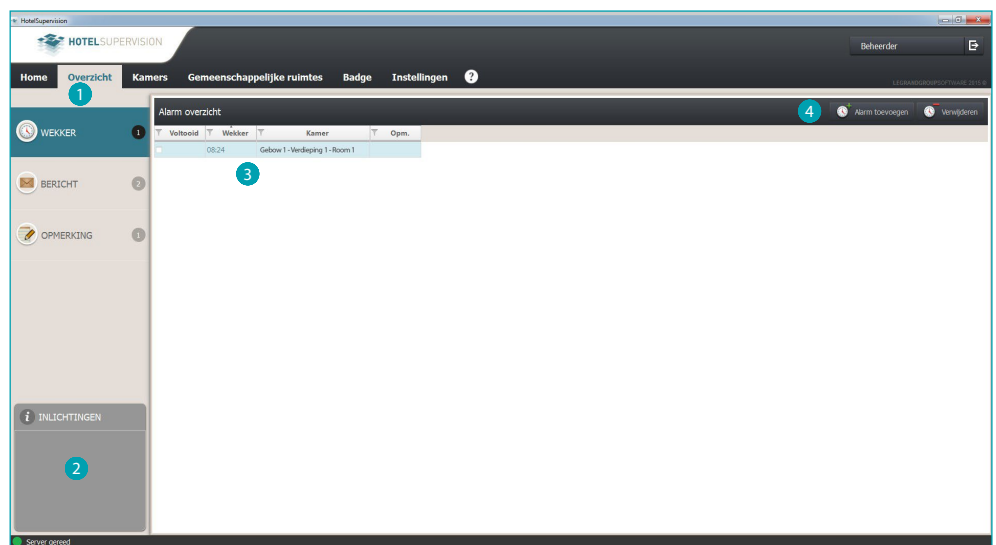 HotelSupervision
HOTELSUPERVISION
Beheerder
Home Overzicht Kamers Gemeenschappelijke ruimtes Badge Instellingen ?
LEGRANDGROUPSOFTWARE 2015 ©
1
Alarm overzicht
4 Alarm toevoegen Verwijderen
WEKKER 1
Voltooid Wekker Kamer Opm.
08:24 Gebow 1 - Verdieping 1 - Room 1
3
BERICHT 2
OPMERKING 1
i INLICHTINGEN
2
Server gereed